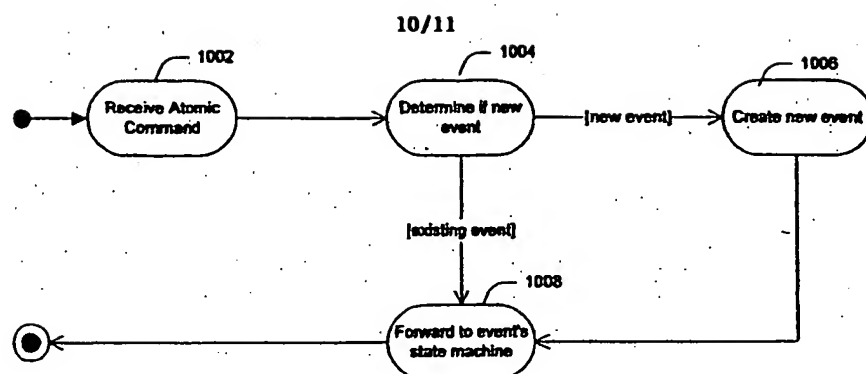 10/11
1002
Receive Atomic
Command
1004
Determine if new
event
[new event]
1006
Create new event
[existing event]
1008
Forward to event's
state machine